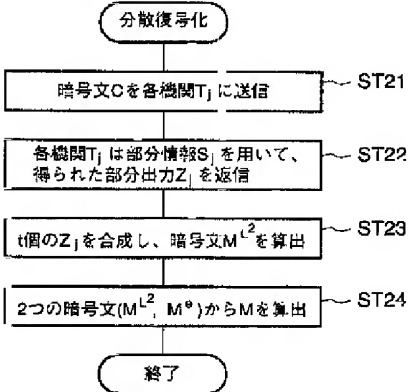 分散復号化
暗号文Cを各機関Tjに送信
ST21
各機関Tjは部分情報Sjを用いて、
得られた部分出力Zjを返信
ST22
t個のZjを合成し、暗号文M^L^2を算出
ST23
2つの暗号文(M^L^2, M^e)からMを算出
ST24
終了